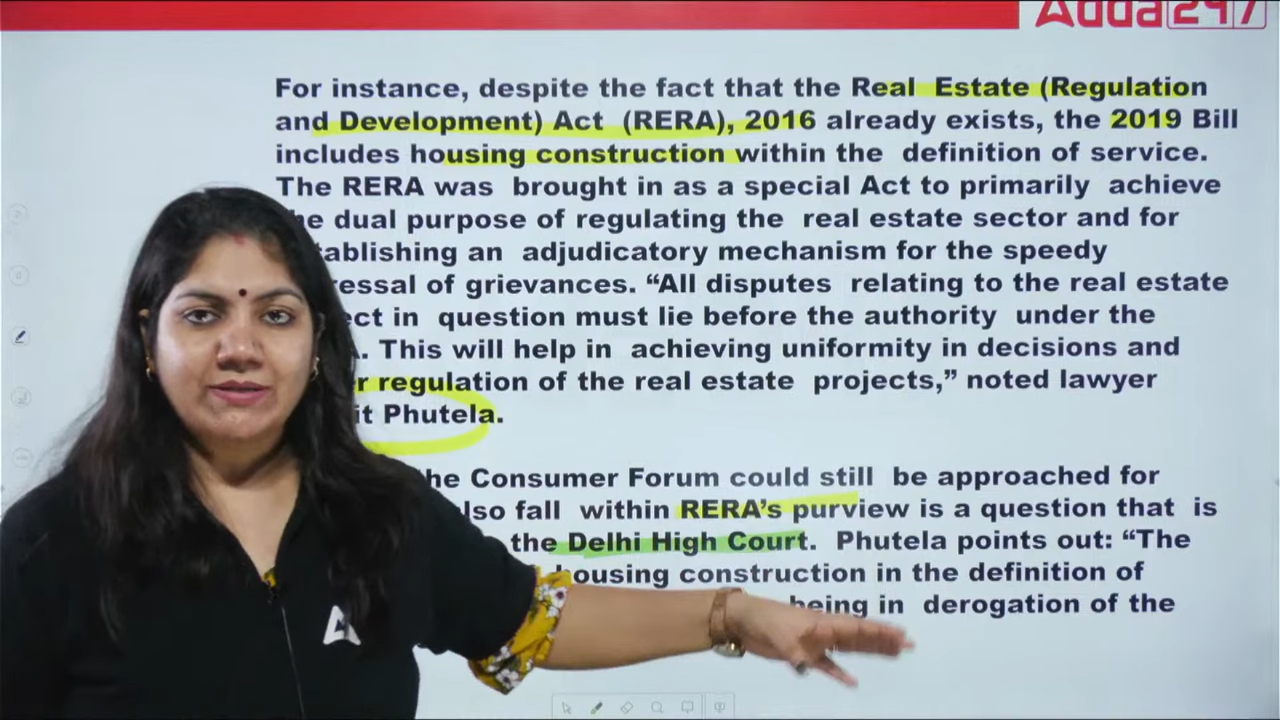 Adda247
For instance, despite the fact that the Real Estate (Regulation
and Development) Act (RERA), 2016 already exists, the 2019 Bill
includes housing construction within the definition of service.
The RERA was brought in as a special Act to primarily achieve
dual purpose of regulating the real estate sector and for
an adjudicatory mechanism for the speedy
of grievances. “All disputes relating to the real estate
in question must lie before the authority under the
This will help in achieving uniformity in decisions and
regulation of the real estate projects,” noted lawyer
Phutela.
the Consumer Forum could still be approached for
fall within RERA’s purview is a question that is
the Delhi High Court. Phutela points out: “The
housing construction in the definition of
being in derogation of the